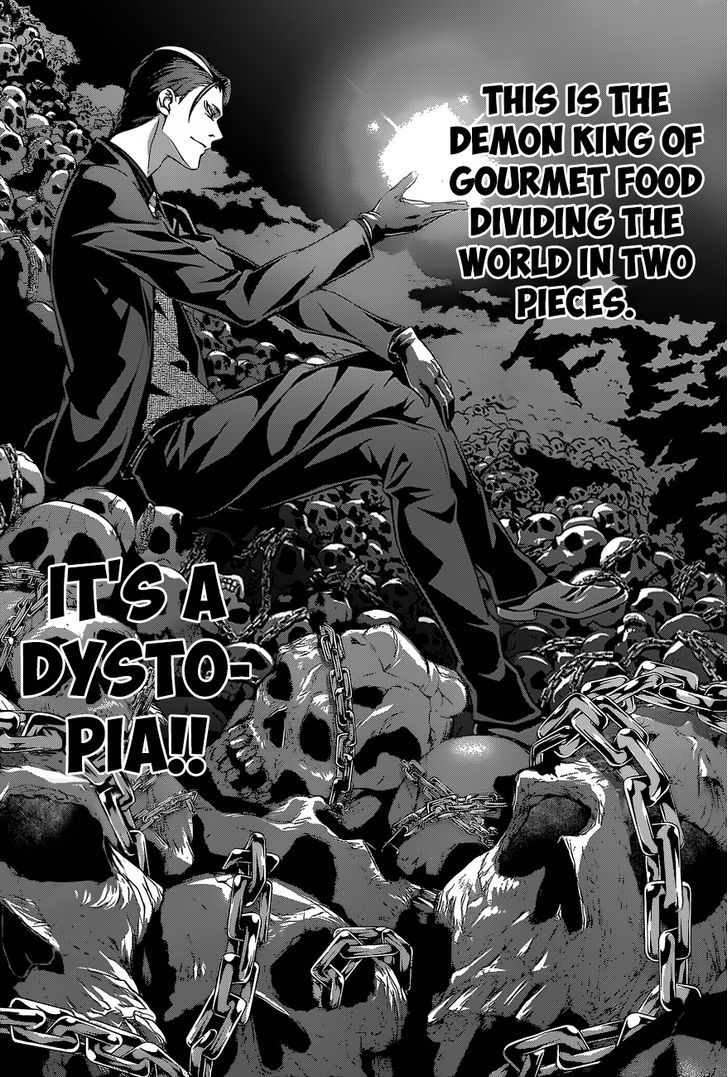 THIS IS THE
DEMON KING OF
GOURMET FOOD
DIVIDING THE
WORLD IN TWO
PIECES.
IT'S A
DYSTO-
PIA!!